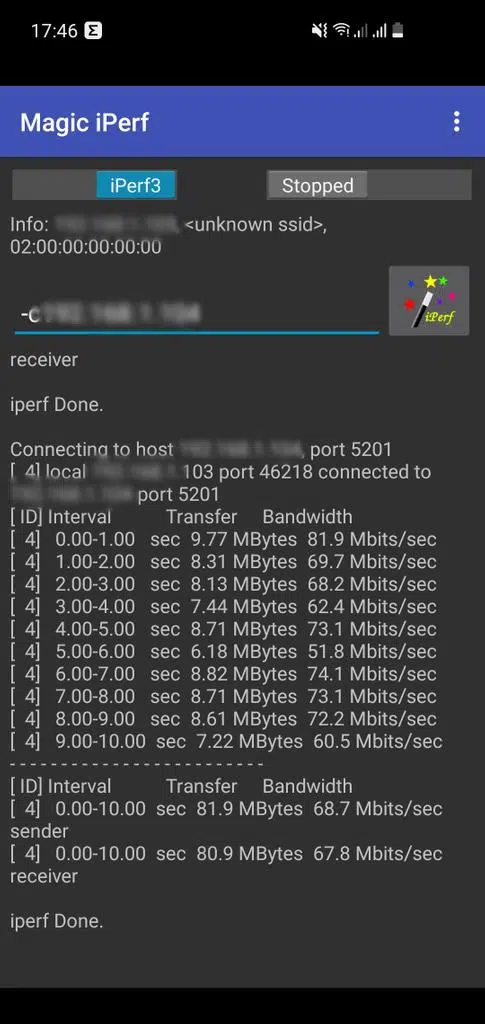 17:46 Σ
Magic iPerf
iPerf3 Stopped
Info: , <unknown ssid>,
02:00:00:00:00:00
-c
iPerf
receiver
iperf Done.
Connecting to host , port 5201
[ 4] local 103 port 46218 connected to
port 5201
[ ID] Interval Transfer Bandwidth
[ 4] 0.00-1.00 sec 9.77 MBytes 81.9 Mbits/sec
[ 4] 1.00-2.00 sec 8.31 MBytes 69.7 Mbits/sec
[ 4] 2.00-3.00 sec 8.13 MBytes 68.2 Mbits/sec
[ 4] 3.00-4.00 sec 7.44 MBytes 62.4 Mbits/sec
[ 4] 4.00-5.00 sec 8.71 MBytes 73.1 Mbits/sec
[ 4] 5.00-6.00 sec 6.18 MBytes 51.8 Mbits/sec
[ 4] 6.00-7.00 sec 8.82 MBytes 74.1 Mbits/sec
[ 4] 7.00-8.00 sec 8.71 MBytes 73.1 Mbits/sec
[ 4] 8.00-9.00 sec 8.61 MBytes 72.2 Mbits/sec
[ 4] 9.00-10.00 sec 7.22 MBytes 60.5 Mbits/sec
- - - - - - - - - - - - - - - - - - - - - - - - -
[ ID] Interval Transfer Bandwidth
[ 4] 0.00-10.00 sec 81.9 MBytes 68.7 Mbits/sec
sender
[ 4] 0.00-10.00 sec 80.9 MBytes 67.8 Mbits/sec
receiver
iperf Done.